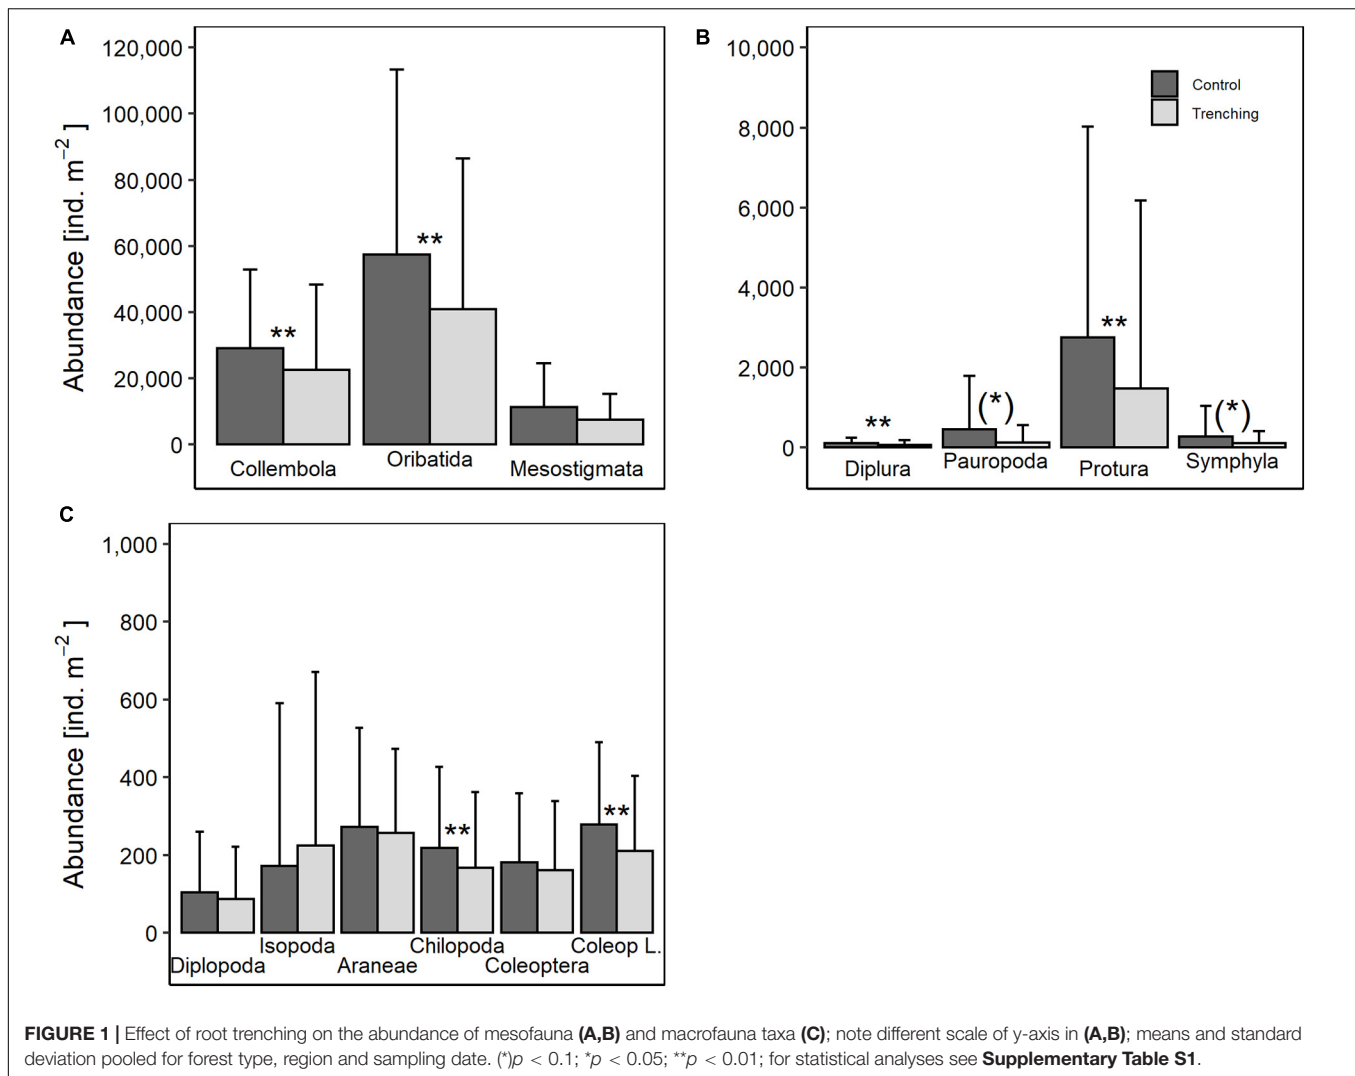 A
120,000
100,000
80,000
60,000
40,000
20,000
0
Abundance [ind. m⁻² ]
**
**
Collembola
Oribatida
Mesostigmata
B
10,000
8,000
6,000
4,000
2,000
0
Abundance [ind. m⁻² ]
Control
Trenching
**
(*)
**
(*)
Diplura
Pauropoda
Protura
Symphyla
C
1,000
800
600
400
200
0
Abundance [ind. m⁻² ]
**
**
Isopoda
Chilopoda
Coleop L.
Diplopoda
Araneae
Coleoptera
FIGURE 1 | Effect of root trenching on the abundance of mesofauna (A,B) and macrofauna taxa (C); note different scale of y-axis in (A,B); means and standard
deviation pooled for forest type, region and sampling date. (*)p < 0.1; *p < 0.05; **p < 0.01; for statistical analyses see Supplementary Table S1.